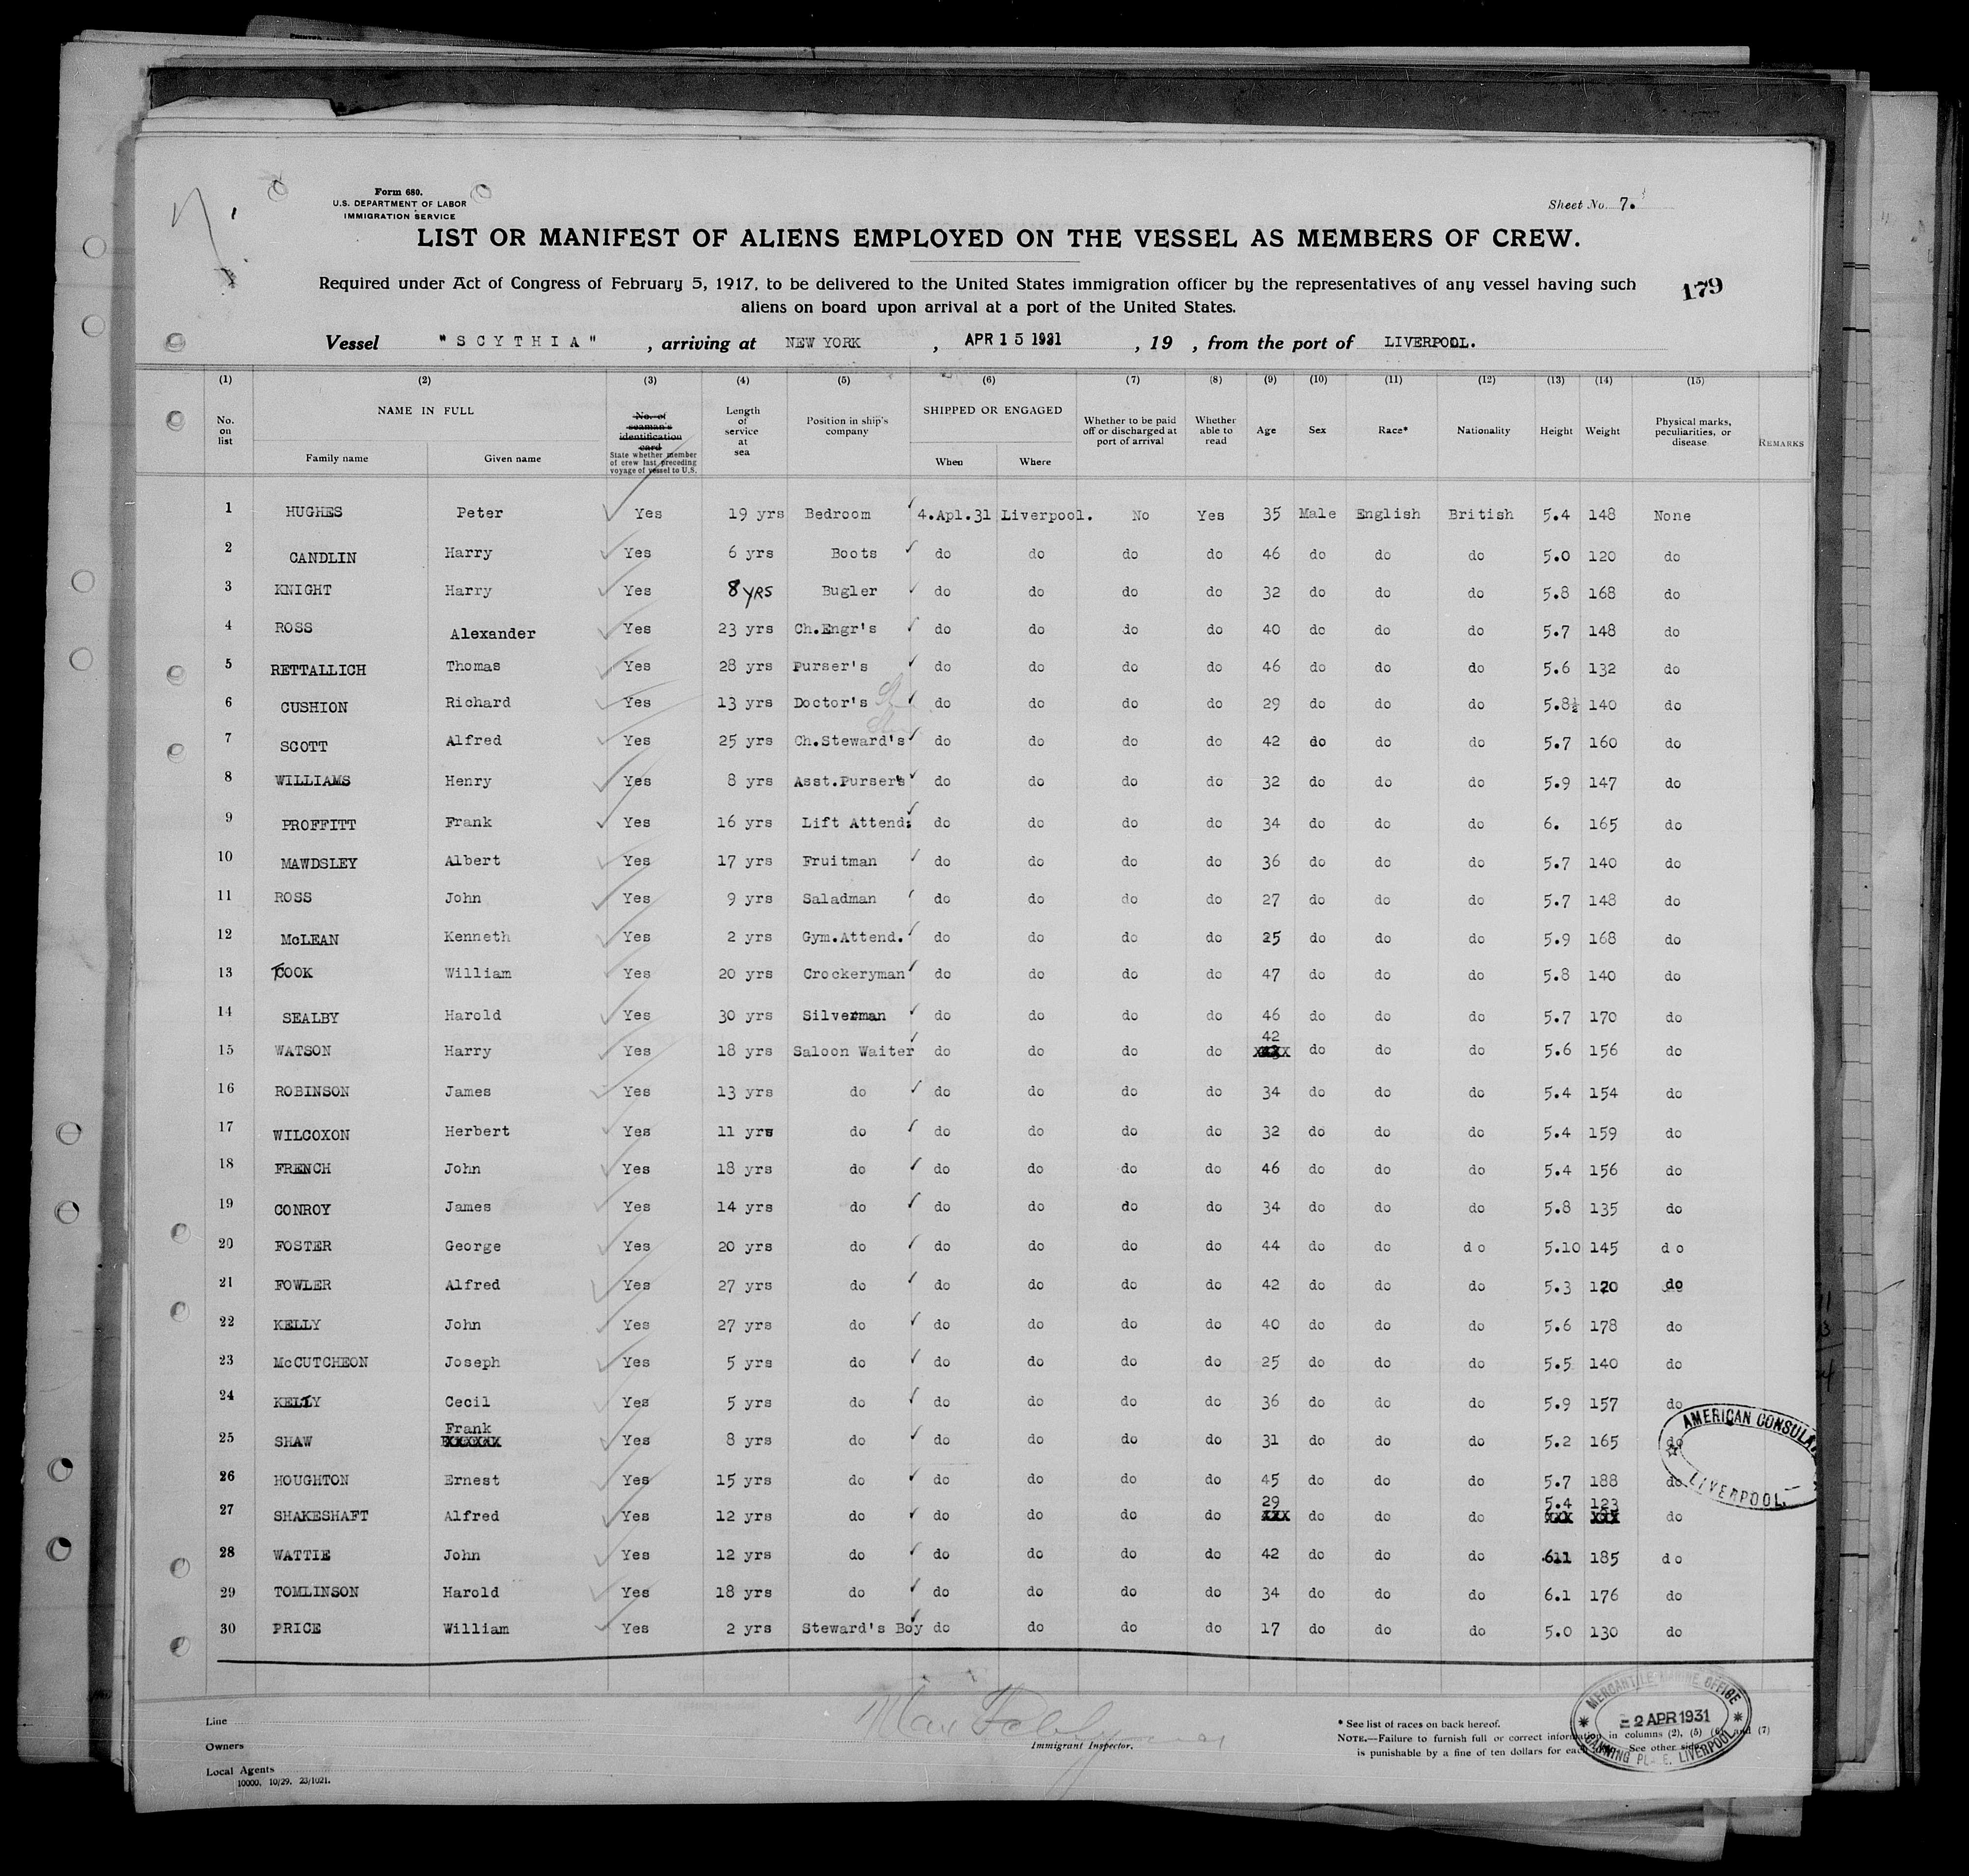 Form 680.
U.S. DEPARTMENT OF LABOR
IMMIGRATION SERVICE
Sheet No. 7.
LIST OR MANIFEST OF ALIENS EMPLOYED ON THE VESSEL AS MEMBERS OF CREW.
Required under Act of Congress of February 5, 1917, to be delivered to the United States immigration officer by the representatives of any vessel having such
aliens on board upon arrival at a port of the United States.
179
Vessel "SCYTHIA", arriving at NEW YORK, APR 15 1931, 19 , from the port of LIVERPOOL.
(1) (2) (3) (4) (5) (6) (7) (8) (9) (10) (11) (12) (13) (14) (15)
No. on list NAME IN FULL Family name Given name No. of seaman's identification card State whether member of crew last preceding voyage of vessel to U.S. Length of service at sea Position in ship's company SHIPPED OR ENGAGED When Where Whether to be paid off or discharged at port of arrival Whether able to read Age Sex Race* Nationality Height Weight Physical marks, peculiarities, or disease REMARKS
1 HUGHES Peter Yes 19 yrs Bedroom 4.Apl.31 Liverpool. No Yes 35 Male English British 5.4 148 None
2 CANDLIN Harry Yes 6 yrs Boots do do do do 46 do do do 5.0 120 do
3 KNIGHT Harry Yes 8 YRS Bugler do do do do 32 do do do 5.8 168 do
4 ROSS Alexander Yes 23 yrs Ch.Engr's do do do do 40 do do do 5.7 148 do
5 RETTALLICH Thomas Yes 28 yrs Purser's do do do do 46 do do do 5.6 132 do
6 CUSHION Richard Yes 13 yrs Doctor's do do do do 29 do do do 5.8½ 140 do
7 SCOTT Alfred Yes 25 yrs Ch.Steward's do do do do 42 do do do 5.7 160 do
8 WILLIAMS Henry Yes 8 yrs Asst.Purser's do do do do 32 do do do 5.9 147 do
9 PROFFITT Frank Yes 16 yrs Lift Attend: do do do do 34 do do do 6. 165 do
10 MAWDSLEY Albert Yes 17 yrs Fruitman do do do do 36 do do do 5.7 140 do
11 ROSS John Yes 9 yrs Saladman do do do do 27 do do do 5.7 148 do
12 McLEAN Kenneth Yes 2 yrs Gym.Attend. do do do do 25 do do do 5.9 168 do
13 COOK William Yes 20 yrs Crockeryman do do do do 47 do do do 5.8 140 do
14 SEALBY Harold Yes 30 yrs Silverman do do do do 46 do do do 5.7 170 do
15 WATSON Harry Yes 18 yrs Saloon Waiter do do do do 42 do do do 5.6 156 do
16 ROBINSON James Yes 13 yrs do do do do do 34 do do do 5.4 154 do
17 WILCOXON Herbert Yes 11 yrs do do do do do 32 do do do 5.4 159 do
18 FRENCH John Yes 18 yrs do do do do do 46 do do do 5.4 156 do
19 CONROY James Yes 14 yrs do do do do do 34 do do do 5.8 135 do
20 FOSTER George Yes 20 yrs do do do do do 44 do do do 5.10 145 do
21 FOWLER Alfred Yes 27 yrs do do do do do 42 do do do 5.3 120 do
22 KELLY John Yes 27 yrs do do do do do 40 do do do 5.6 178 do
23 McCUTCHEON Joseph Yes 5 yrs do do do do do 25 do do do 5.5 140 do
24 KELLY Cecil Yes 5 yrs do do do do do 36 do do do 5.9 157 do
25 SHAW Frank XXXXXX Yes 8 yrs do do do do do 31 do do do 5.2 165 do
26 HOUGHTON Ernest Yes 15 yrs do do do do do 45 do do do 5.7 188 do
27 SHAKESHAFT Alfred Yes 12 yrs do do do do do 29 XXX do do do 5.4 XXX 123 XXX do
28 WATTIE John Yes 12 yrs do do do do do 42 do do do 611 185 do
29 TOMLINSON Harold Yes 18 yrs do do do do do 34 do do do 6.1 176 do
30 PRICE William Yes 2 yrs Steward's Boy do do do do 17 do do do 5.0 130 do
AMERICAN CONSULA
LIVERPOOL.
Line
Owners
Local Agents
10000. 10/29. 23/1021.
Immigrant Inspector.
* See list of races on back hereof.
NOTE.—Failure to furnish full or correct information in columns (2), (5) (6) and (7)
is punishable by a fine of ten dollars for each See other side.
MERCANTILE MARINE OFFICE
2 APR 1931
CANNING PLACE, LIVERPOOL